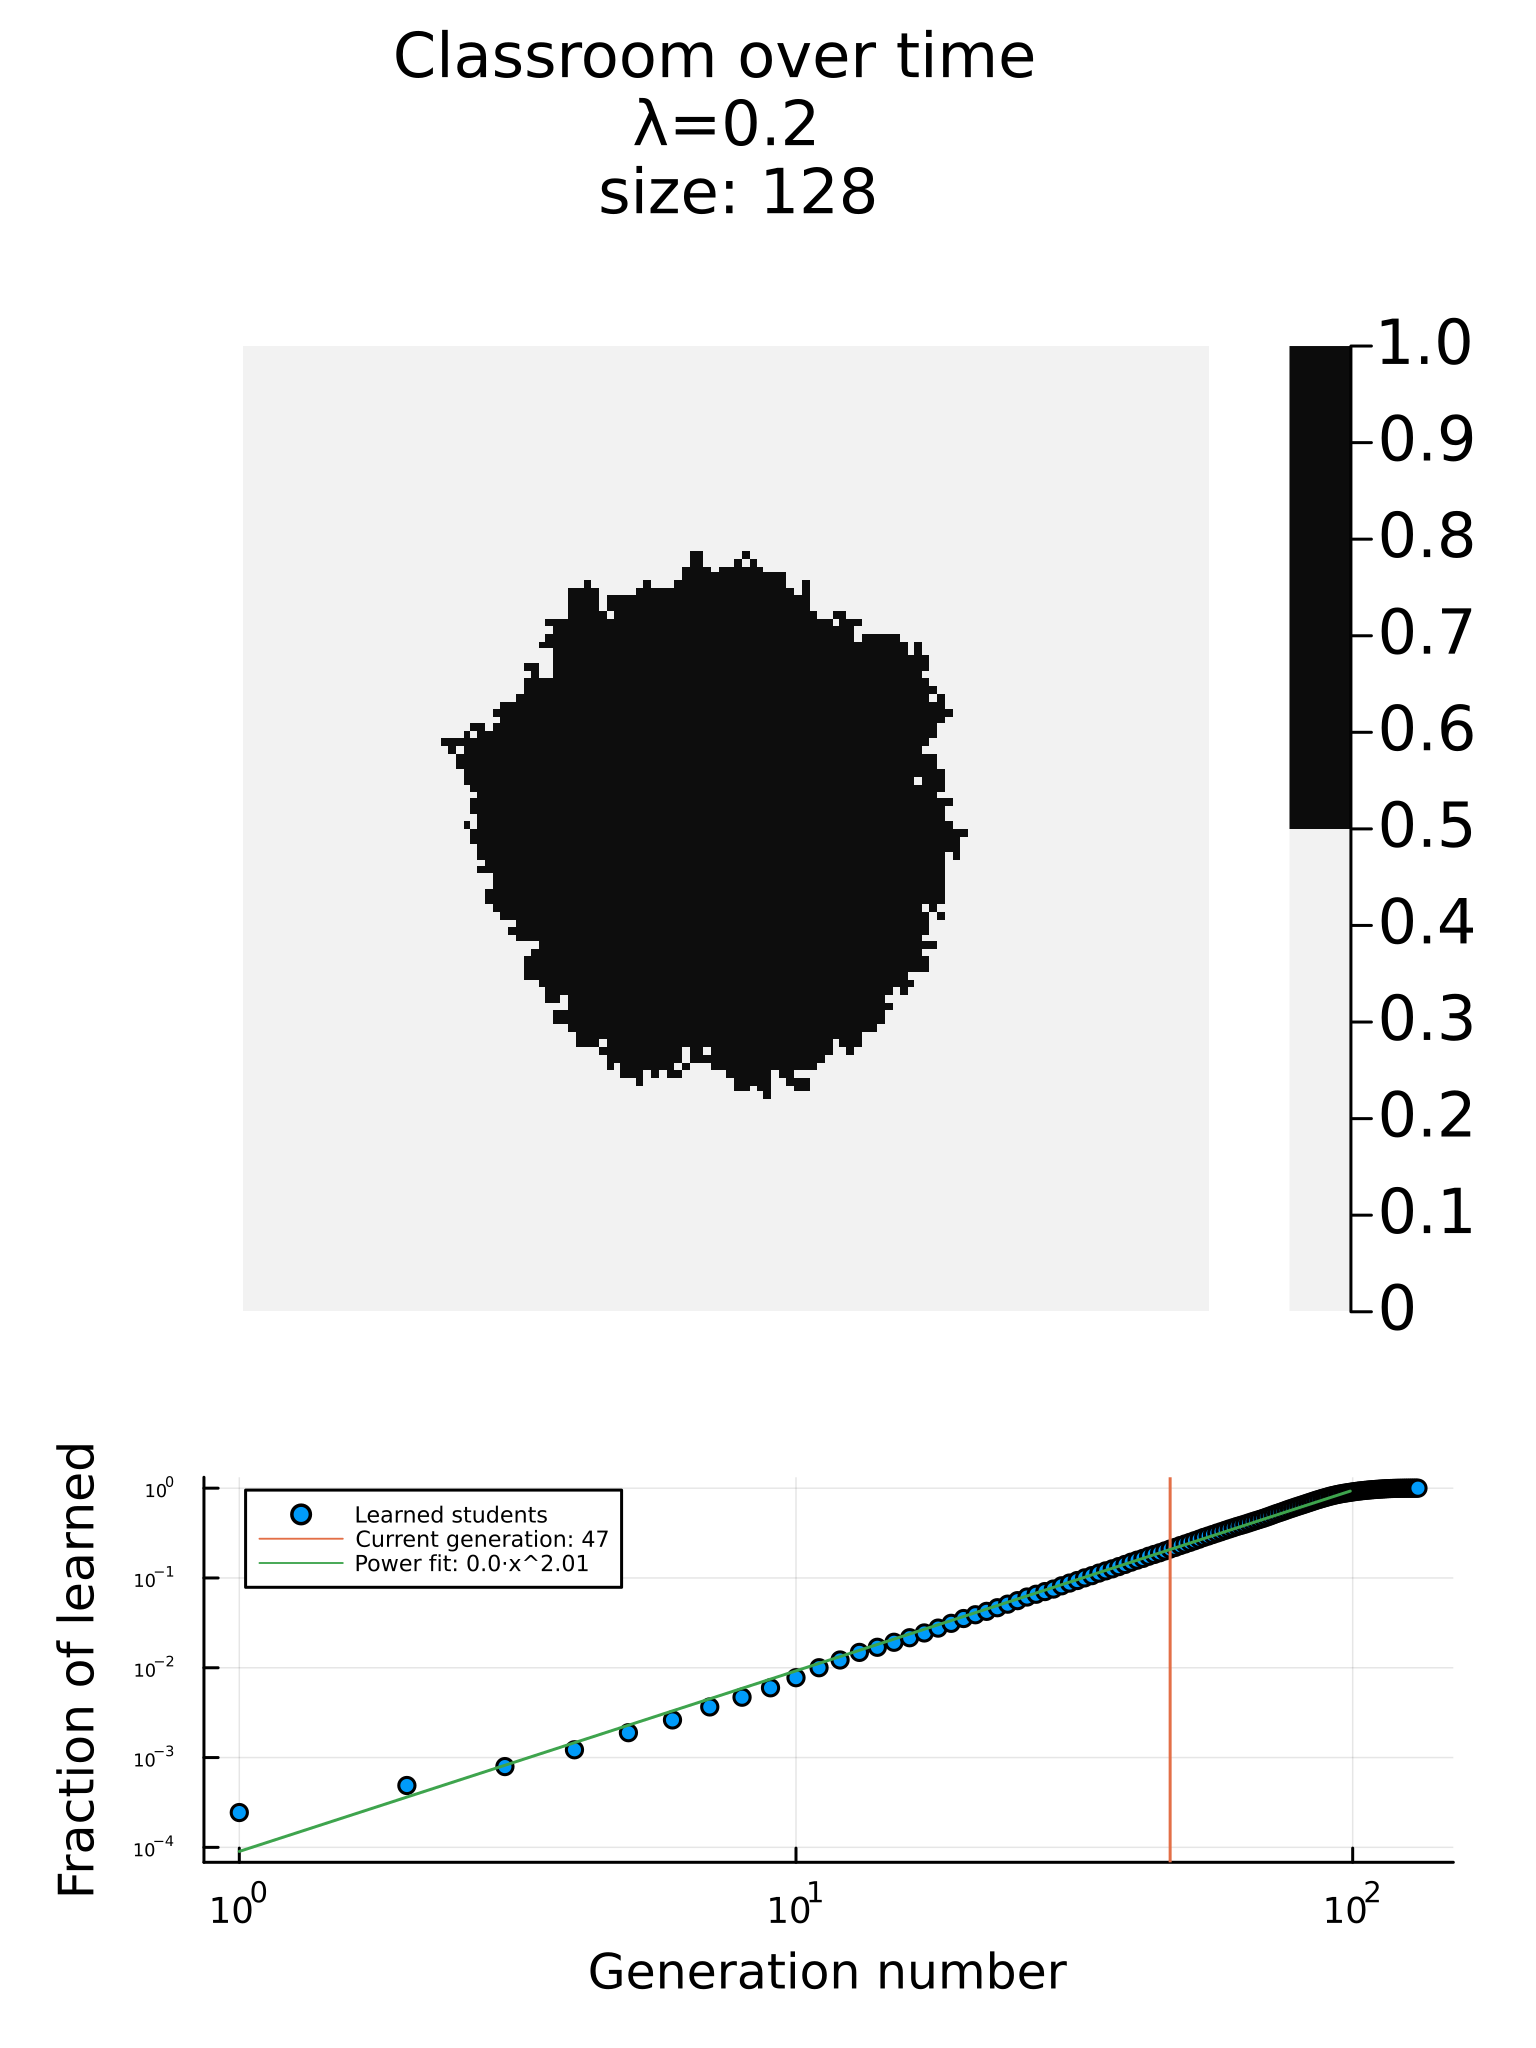 Classroom over time
λ=0.2
size: 128
1.0
0.9
0.8
0.7
0.6
0.5
0.4
0.3
0.2
0.1
0
Fraction of learned
10^0
10^−1
10^−2
10^−3
10^−4
Learned students
Current generation: 47
Power fit: 0.0·x^2.01
10^0 10^1 10^2
Generation number